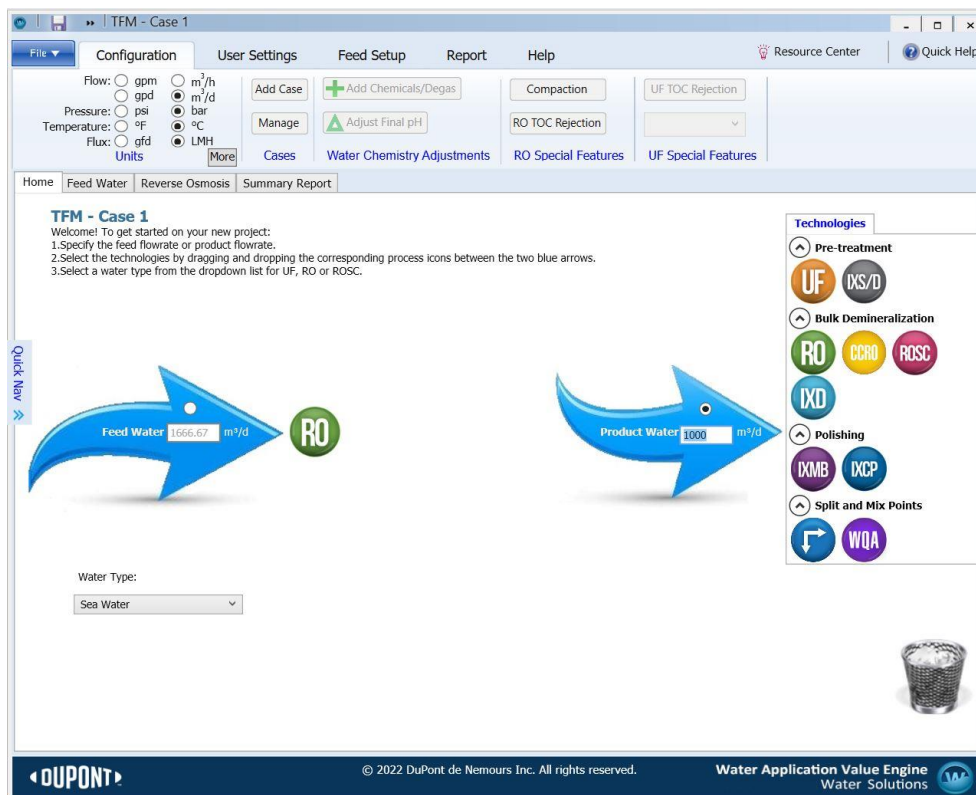 TFM - Case 1
File Configuration User Settings Feed Setup Report Help Resource Center Quick Help
Flow: gpm m³/h
gpd m³/d
Pressure: psi bar
Temperature: °F °C
Flux: gfd LMH
Units More
Add Case
Manage
Cases
Add Chemicals/Degas
Adjust Final pH
Water Chemistry Adjustments
Compaction
RO TOC Rejection
RO Special Features
UF TOC Rejection
UF Special Features
Home Feed Water Reverse Osmosis Summary Report
TFM - Case 1
Welcome! To get started on your new project:
1.Specify the feed flowrate or product flowrate.
2.Select the technologies by dragging and dropping the corresponding process icons between the two blue arrows.
3.Select a water type from the dropdown list for UF, RO or ROSC.
Quick Nav
Feed Water 1666.67 m³/d
RO
Product Water 1000 m³/d
Technologies
Pre-treatment
UF IXS/D
Bulk Demineralization
RO CCRO ROSC
IXD
Polishing
IXMB IXCP
Split and Mix Points
WQA
Water Type:
Sea Water
DUPONT
© 2022 DuPont de Nemours Inc. All rights reserved.
Water Application Value Engine
Water Solutions
W